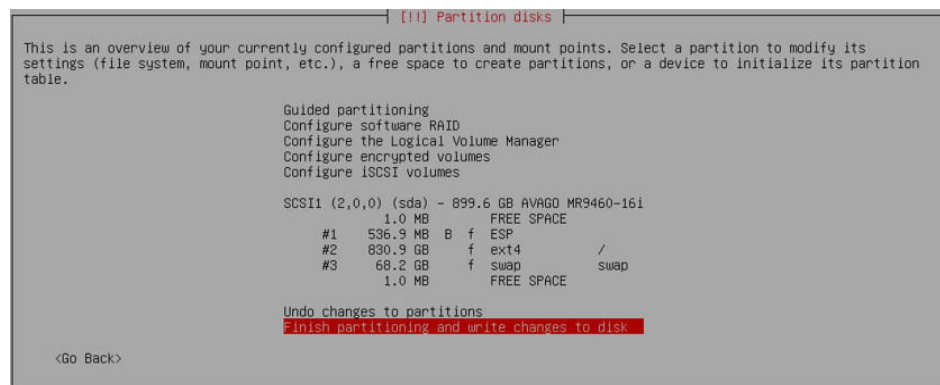 [!!] Partition disks
This is an overview of your currently configured partitions and mount points. Select a partition to modify its
settings (file system, mount point, etc.), a free space to create partitions, or a device to initialize its partition
table.
Guided partitioning
Configure software RAID
Configure the Logical Volume Manager
Configure encrypted volumes
Configure iSCSI volumes
SCSI1 (2,0,0) (sda) - 899.6 GB AVAGO MR9460-16i
1.0 MB FREE SPACE
#1 536.9 MB B f ESP
#2 830.9 GB f ext4 /
#3 68.2 GB f swap swap
1.0 MB FREE SPACE
Undo changes to partitions
Finish partitioning and write changes to disk
<Go Back>